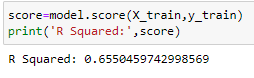 score=model.score(X_train,y_train)
print('R Squared:',score)
R Squared: 0.6550459742998569